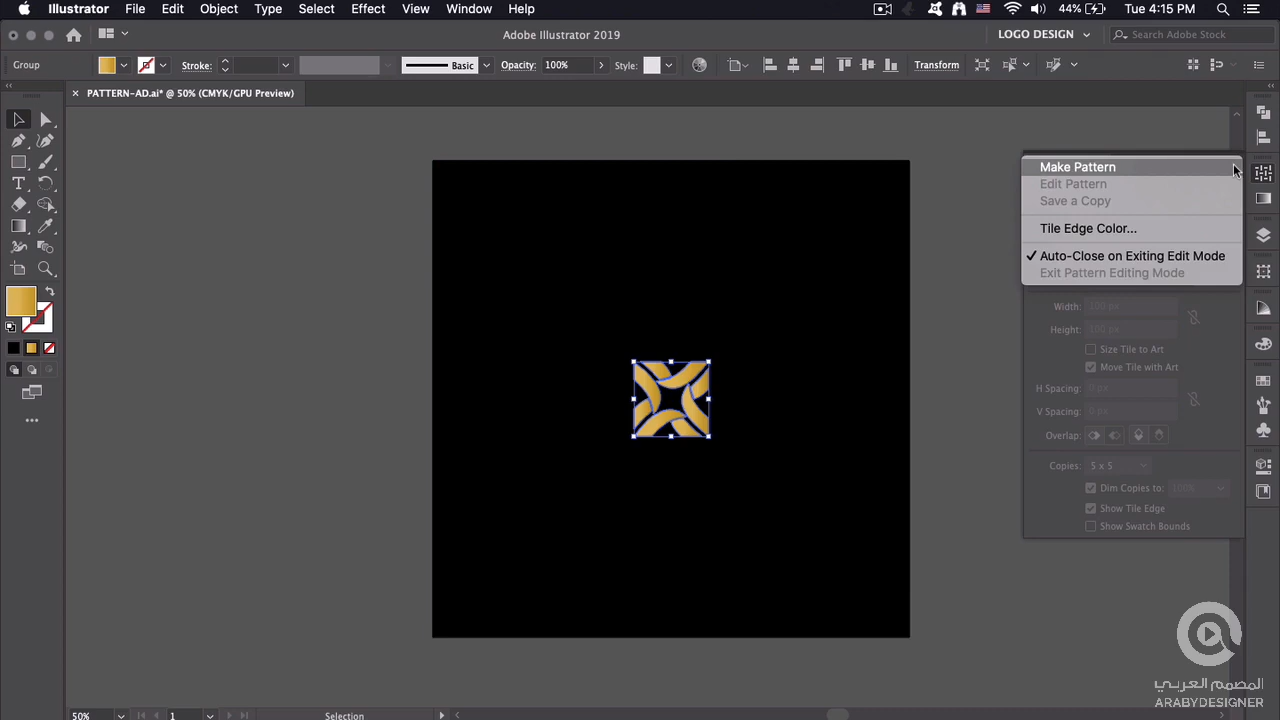 Illustrator File Edit Object Type Select Effect View Window Help 44% Tue 4:15 PM
Adobe Illustrator 2019 LOGO DESIGN Search Adobe Stock
Group Stroke: Basic Opacity: 100% Style: Transform
× PATTERN-AD.ai* @ 50% (CMYK/GPU Preview)
Make Pattern
Edit Pattern
Save a Copy
Tile Edge Color...
✓ Auto-Close on Exiting Edit Mode
Exit Pattern Editing Mode
Width: 100 px
Height: 100 px
Size Tile to Art
Move Tile with Art
H Spacing: 0 px
V Spacing: 0 px
Overlap:
Copies: 5 x 5
Dim Copies to: 100%
Show Tile Edge
Show Swatch Bounds
المصمم العربي
ARABYDESIGNER
50% 1 Selection